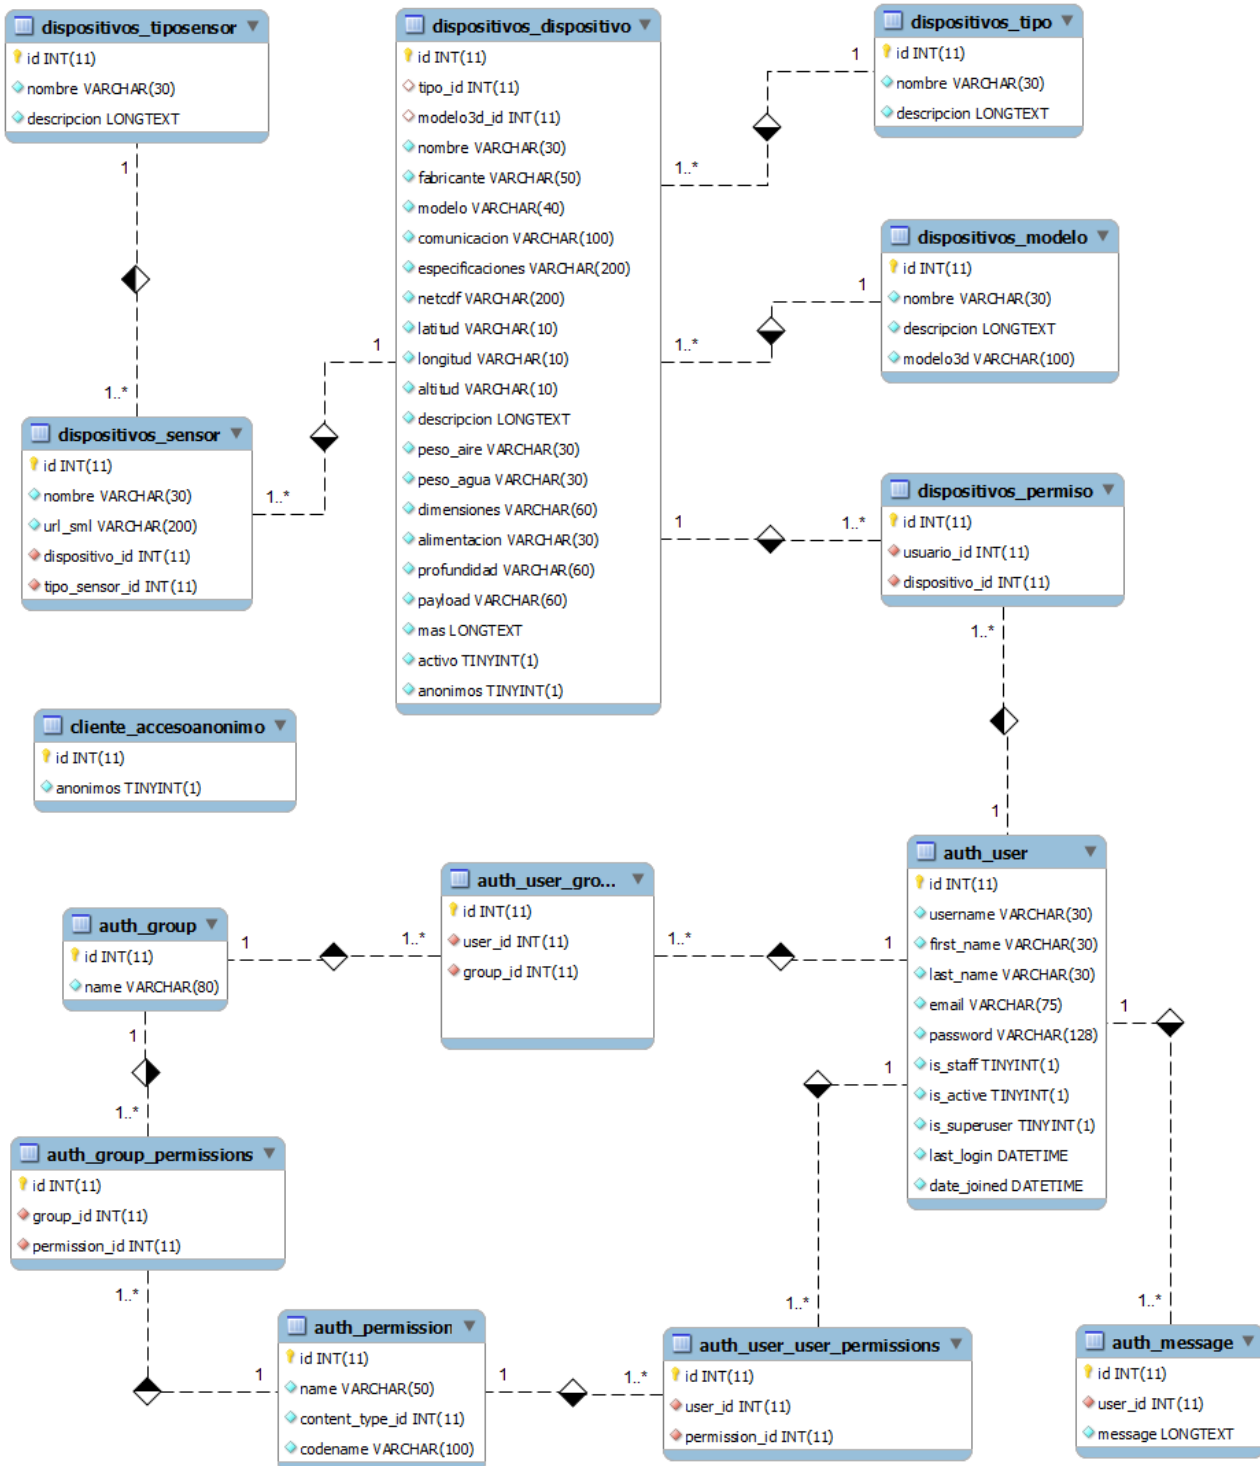 dispositivos_tiposensor
id INT(11)
nombre VARCHAR(30)
descripcion LONGTEXT
1
1..*
dispositivos_sensor
id INT(11)
nombre VARCHAR(30)
url_sml VARCHAR(200)
dispositivo_id INT(11)
tipo_sensor_id INT(11)
1..*
1
dispositivos_dispositivo
id INT(11)
tipo_id INT(11)
modelo3d_id INT(11)
nombre VARCHAR(30)
fabricante VARCHAR(50)
modelo VARCHAR(40)
comunicacion VARCHAR(100)
especificaciones VARCHAR(200)
netcdf VARCHAR(200)
latitud VARCHAR(10)
longitud VARCHAR(10)
altitud VARCHAR(10)
descripcion LONGTEXT
peso_aire VARCHAR(30)
peso_agua VARCHAR(30)
dimensiones VARCHAR(60)
alimentacion VARCHAR(30)
profundidad VARCHAR(60)
payload VARCHAR(60)
mas LONGTEXT
activo TINYINT(1)
anonimos TINYINT(1)
1
1..*
dispositivos_tipo
id INT(11)
nombre VARCHAR(30)
descripcion LONGTEXT
1
1..*
dispositivos_modelo
id INT(11)
nombre VARCHAR(30)
descripcion LONGTEXT
modelo3d VARCHAR(100)
1
1..*
dispositivos_permiso
id INT(11)
usuario_id INT(11)
dispositivo_id INT(11)
1..*
1
cliente_accesoanonimo
id INT(11)
anonimos TINYINT(1)
auth_user
id INT(11)
username VARCHAR(30)
first_name VARCHAR(30)
last_name VARCHAR(30)
email VARCHAR(75)
password VARCHAR(128)
is_staff TINYINT(1)
is_active TINYINT(1)
is_superuser TINYINT(1)
last_login DATETIME
date_joined DATETIME
1..*
1
auth_user_gro...
id INT(11)
user_id INT(11)
group_id INT(11)
1
1..*
auth_group
id INT(11)
name VARCHAR(80)
1
1..*
auth_group_permissions
id INT(11)
group_id INT(11)
permission_id INT(11)
1..*
1
auth_permission
id INT(11)
name VARCHAR(50)
content_type_id INT(11)
codename VARCHAR(100)
1
1..*
1
1..*
auth_user_user_permissions
id INT(11)
user_id INT(11)
permission_id INT(11)
1
1..*
auth_message
id INT(11)
user_id INT(11)
message LONGTEXT